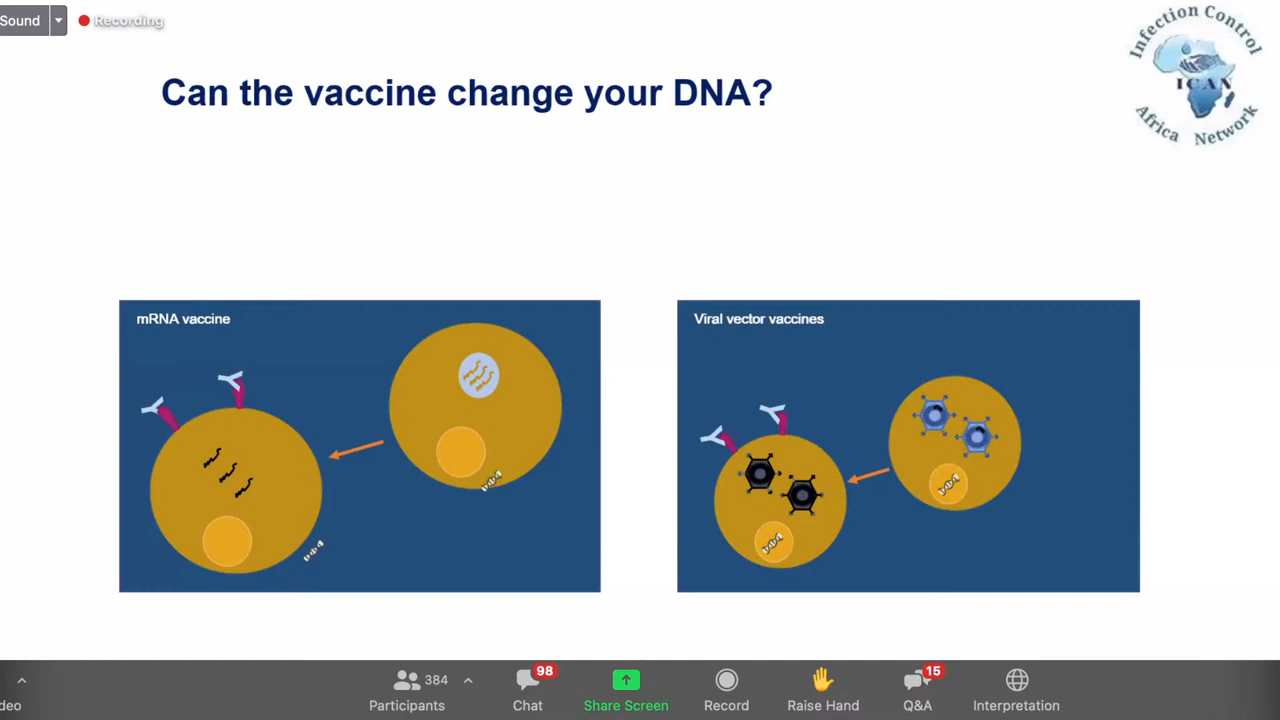 Sound
Recording
Infection Control
ICAN
Africa Network
Can the vaccine change your DNA?
mRNA vaccine
Viral vector vaccines
98
15
384
deo
Participants
Chat
Share Screen
Record
Raise Hand
Q&A
Interpretation